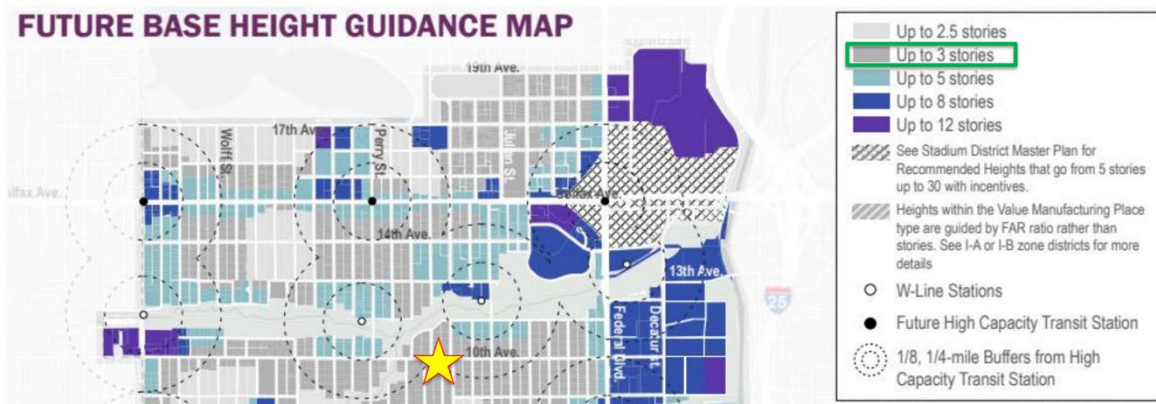 FUTURE BASE HEIGHT GUIDANCE MAP
19th Ave.
17th Ave.
Wolff St.
Perry St.
Julian St.
Colfax Ave.
14th Ave.
13th Ave.
10th Ave.
Federal Blvd.
Decatur St.
25
Up to 2.5 stories
Up to 3 stories
Up to 5 stories
Up to 8 stories
Up to 12 stories
See Stadium District Master Plan for
Recommended Heights that go from 5 stories
up to 30 with incentives.
Heights within the Value Manufacturing Place
type are guided by FAR ratio rather than
stories. See I-A or I-B zone districts for more
details
W-Line Stations
Future High Capacity Transit Station
1/8, 1/4-mile Buffers from High
Capacity Transit Station